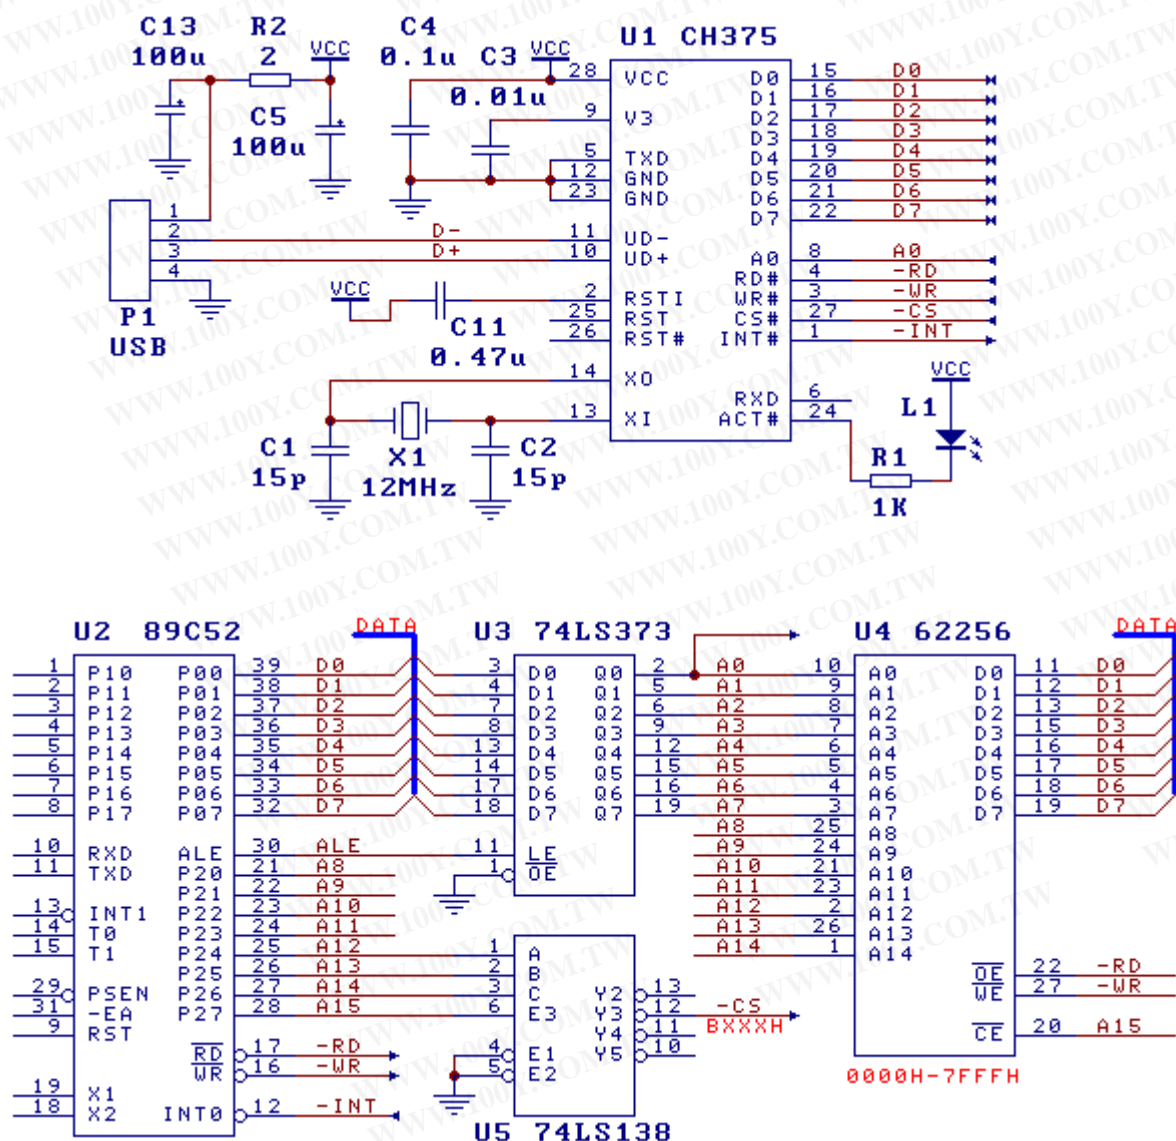 C13 R2 C4 U1 CH375
100u 2 VCC 0.1u C3 VCC
28 VCC D0 15 D0
0.01u D1 16 D1
9 V3 D2 17 D2
C5 D3 18 D3
100u 5 TXD D4 19 D4
12 GND D5 20 D5
23 GND D6 21 D6
D7 22 D7
1
2 D- 11 UD-
3 D+ 10 UD+ A0 8 A0
4 RD# 4 -RD
VCC 2 RSTI WR# 3 -WR
P1 C11 25 RST CS# 27 -CS
USB 0.47u 26 RST# INT# 1 -INT
14 XO VCC
RXD 6
13 XI ACT# 24 L1
C1 X1 C2 R1
15p 12MHz 15p 1K
U2 89C52 DATA U3 74LS373 U4 62256 DATA
1 P10 P00 39 D0 3 D0 Q0 2 A0 10 A0 D0 11 D0
2 P11 P01 38 D1 4 D1 Q1 5 A1 9 A1 D1 12 D1
3 P12 P02 37 D2 7 D2 Q2 6 A2 8 A2 D2 13 D2
4 P13 P03 36 D3 8 D3 Q3 9 A3 7 A3 D3 15 D3
5 P14 P04 35 D4 13 D4 Q4 12 A4 6 A4 D4 16 D4
6 P15 P05 34 D5 14 D5 Q5 15 A5 5 A5 D5 17 D5
7 P16 P06 33 D6 17 D6 Q6 16 A6 4 A6 D6 18 D6
8 P17 P07 32 D7 18 D7 Q7 19 A7 3 A7 D7 19 D7
A8 25 A8
10 RXD ALE 30 ALE 11 LE A9 24 A9
11 TXD P20 21 A8 1 OE A10 21 A10
P21 22 A9 A11 23 A11
13 INT1 P22 23 A10 A12 2 A12
14 T0 P23 24 A11 A13 26 A13
15 T1 P24 25 A12 1 A A14 1 A14
P25 26 A13 2 B OE 22 -RD
29 PSEN P26 27 A14 3 C Y2 13 WE 27 -WR
31 -EA P27 28 A15 6 E3 Y3 12 -CS
9 RST Y4 11 BXXXH CE 20 A15
RD 17 -RD 4 E1 Y5 10
WR 16 -WR 5 E2 0000H-7FFFH
19 X1
18 X2 INT0 12 -INT
U5 74LS138
WWW.100Y.COM.TW